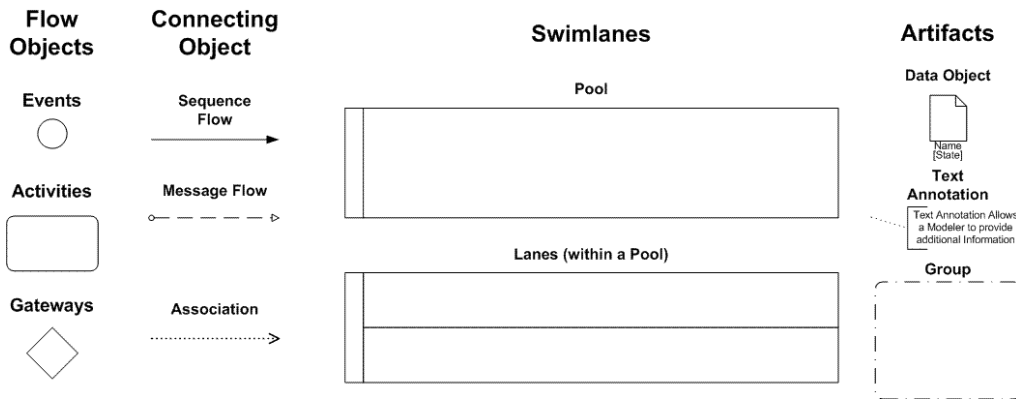 Flow
Objects
Connecting
Object
Swimlanes
Artifacts
Events
Sequence
Flow
Pool
Data Object
Name
[State]
Activities
Message Flow
Text
Annotation
Text Annotation Allows
a Modeler to provide
additional Information
Lanes (within a Pool)
Group
Gateways
Association